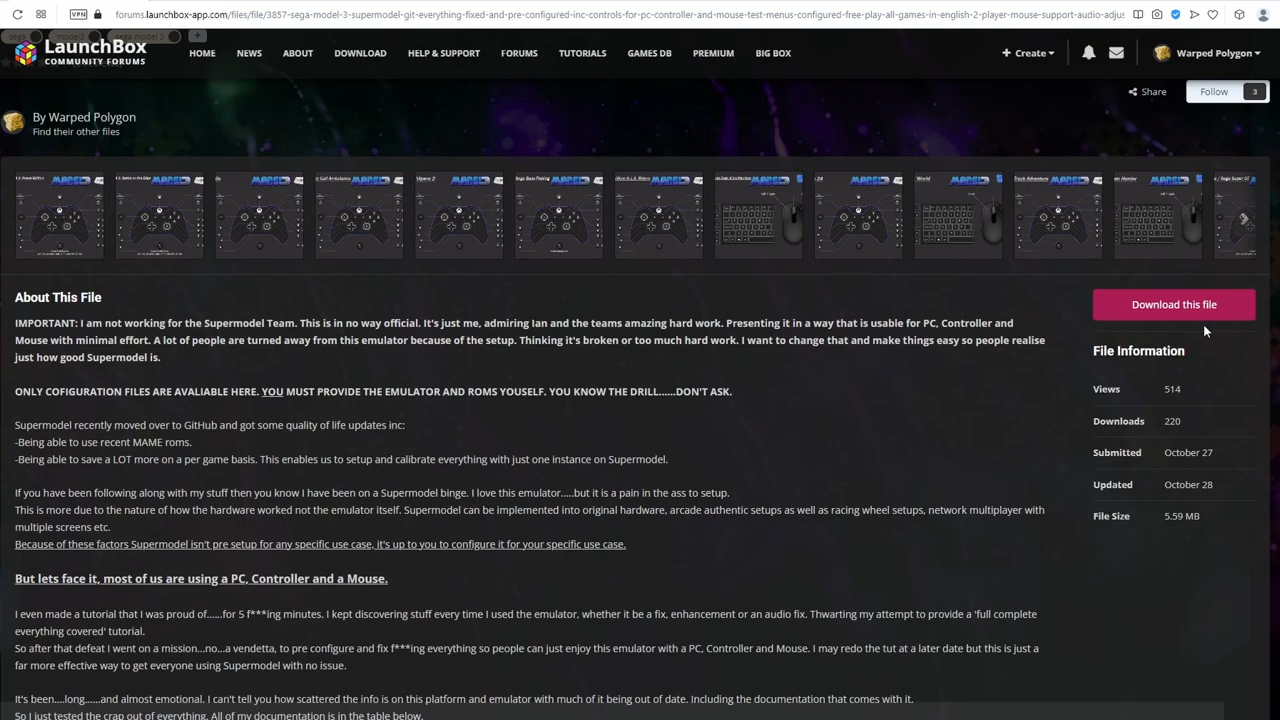 VPN
forums.launchbox-app.com/files/file/3857-sega-model-3-supermodel-git-everything-fixed-and-pre-configured-inc-controls-for-pc-controller-and-mouse-test-menus-configured-free-play-all-games-in-english-2-player-mouse-support-audio-adjus
sega
model3
sega model 3
LaunchBox
COMMUNITY FORUMS
HOME
NEWS
ABOUT
DOWNLOAD
HELP & SUPPORT
FORUMS
TUTORIALS
GAMES DB
PREMIUM
BIG BOX
Create
Warped Polygon
Share
Follow
3
By Warped Polygon
Find their other files
About This File
Download this file
IMPORTANT: I am not working for the Supermodel Team. This is in no way official. It's just me, admiring Ian and the teams amazing hard work. Presenting it in a way that is usable for PC, Controller and
Mouse with minimal effort. A lot of people are turned away from this emulator because of the setup. Thinking it's broken or too much hard work. I want to change that and make things easy so people realise
just how good Supermodel is.
File Information
ONLY COFIGURATION FILES ARE AVALIABLE HERE. YOU MUST PROVIDE THE EMULATOR AND ROMS YOUSELF. YOU KNOW THE DRILL......DON'T ASK.
Views 514
Supermodel recently moved over to GitHub and got some quality of life updates inc:
Downloads 220
-Being able to use recent MAME roms.
-Being able to save a LOT more on a per game basis. This enables us to setup and calibrate everything with just one instance on Supermodel.
Submitted October 27
If you have been following along with my stuff then you know I have been on a Supermodel binge. I love this emulator.....but it is a pain in the ass to setup.
Updated October 28
This is more due to the nature of how the hardware worked not the emulator itself. Supermodel can be implemented into original hardware, arcade authentic setups as well as racing wheel setups, network multiplayer with
multiple screens etc.
File Size 5.59 MB
Because of these factors Supermodel isn't pre setup for any specific use case, it's up to you to configure it for your specific use case.
But lets face it, most of us are using a PC, Controller and a Mouse.
I even made a tutorial that I was proud of......for 5 f***ing minutes. I kept discovering stuff every time I used the emulator, whether it be a fix, enhancement or an audio fix. Thwarting my attempt to provide a 'full complete
everything covered' tutorial.
So after that defeat I went on a mission...no...a vendetta, to pre configure and fix f***ing everything so people can just enjoy this emulator with a PC, Controller and Mouse. I may redo the tut at a later date but this is just a
far more effective way to get everyone using Supermodel with no issue.
It's been....long......and almost emotional. I can't tell you how scattered the info is on this platform and emulator with much of it being out of date. Including the documentation that comes with it.
So I just tested the crap out of everything. All of my documentation is in the table below.